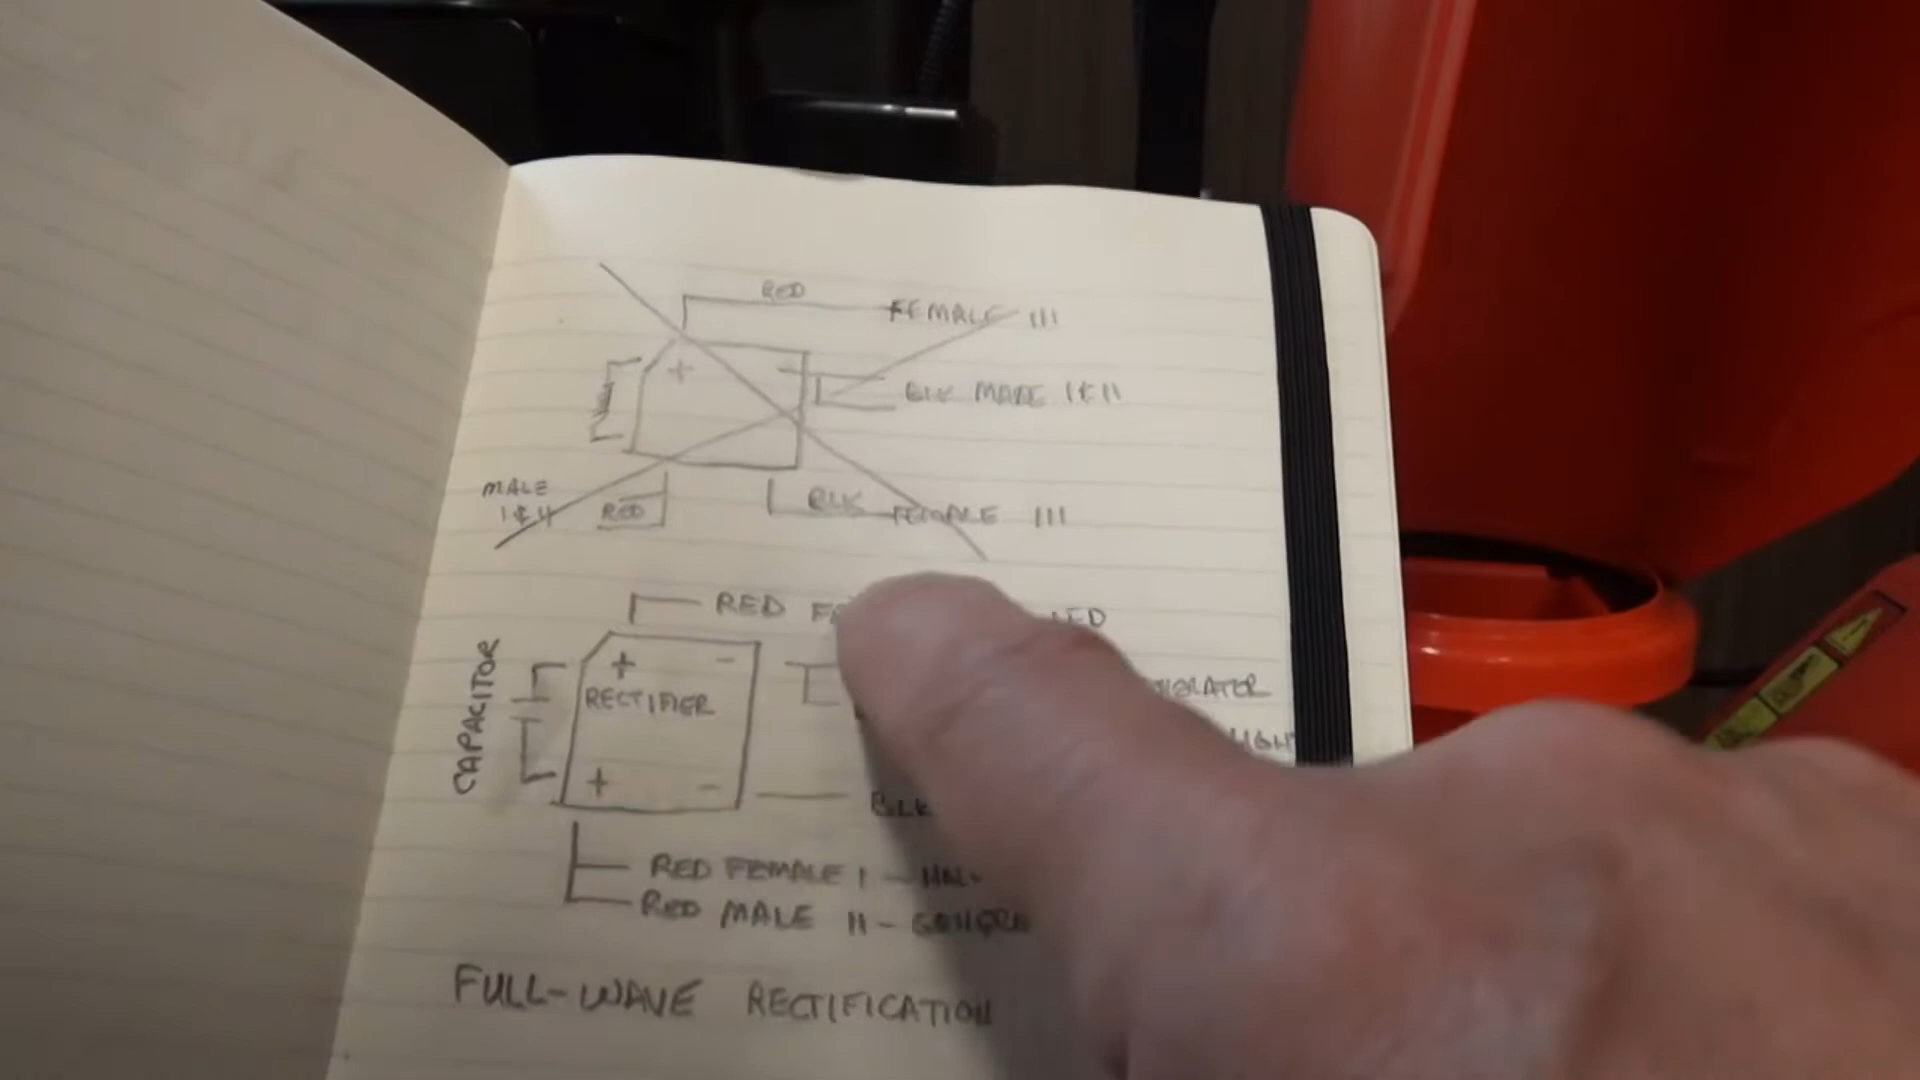 RED
FEMALE III
+ -
BLK MALE I & II
MALE
I & II
RED
BLK FEMALE III
RED LED
CAPACITOR
+ -
RECTIFIER
+ -
BLK
RED FEMALE I -
RED MALE II -
FULL-WAVE RECTIFICATION